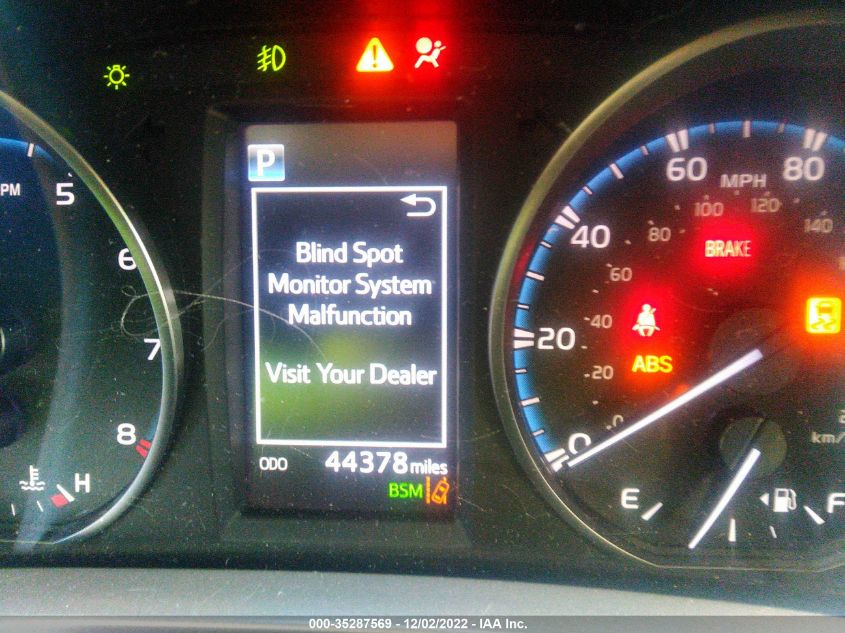 P
Blind Spot
Monitor System
Malfunction
Visit Your Dealer
ODO 44378 miles
BSM
5
6
7
8
H
60
80
MPH
100
120
140
40
80
BRAKE
60
20
40
ABS
20
0
0
km/
E
F
000-35287569 - 12/02/2022 - IAA Inc.